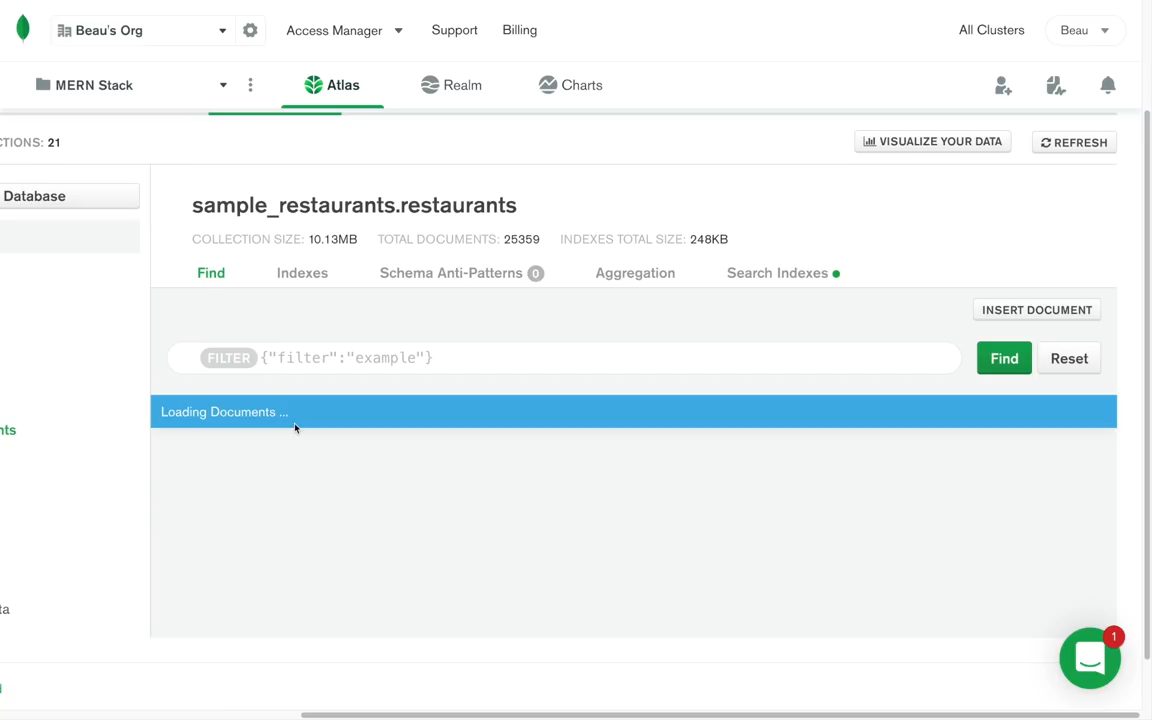 Beau's Org
Access Manager
Support
Billing
All Clusters
Beau
MERN Stack
Atlas
Realm
Charts
CTIONS: 21
VISUALIZE YOUR DATA
REFRESH
Database
sample_restaurants.restaurants
COLLECTION SIZE: 10.13MB TOTAL DOCUMENTS: 25359 INDEXES TOTAL SIZE: 248KB
Find
Indexes
Schema Anti-Patterns 0
Aggregation
Search Indexes
INSERT DOCUMENT
FILTER {"filter":"example"}
Find
Reset
Loading Documents ...
nts
ta
1